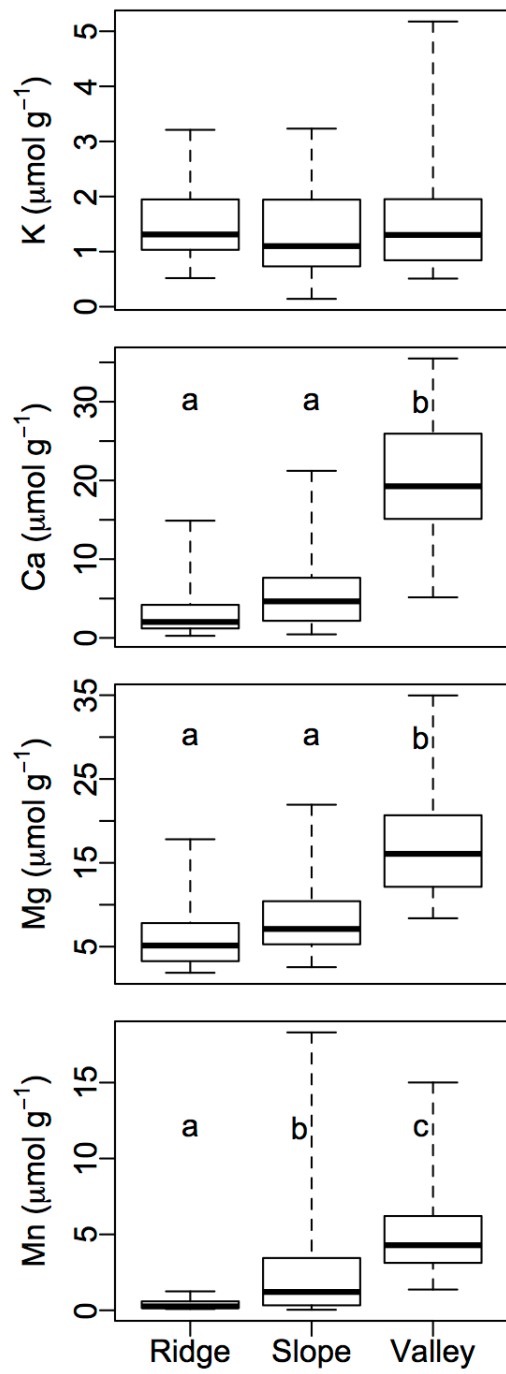 K (μmol g⁻¹)
5
4
3
2
1
0
Ca (μmol g⁻¹)
30
20
10
0
a a b
Mg (μmol g⁻¹)
35
25
15
5
a a b
Mn (μmol g⁻¹)
15
10
5
0
a b c
Ridge Slope Valley